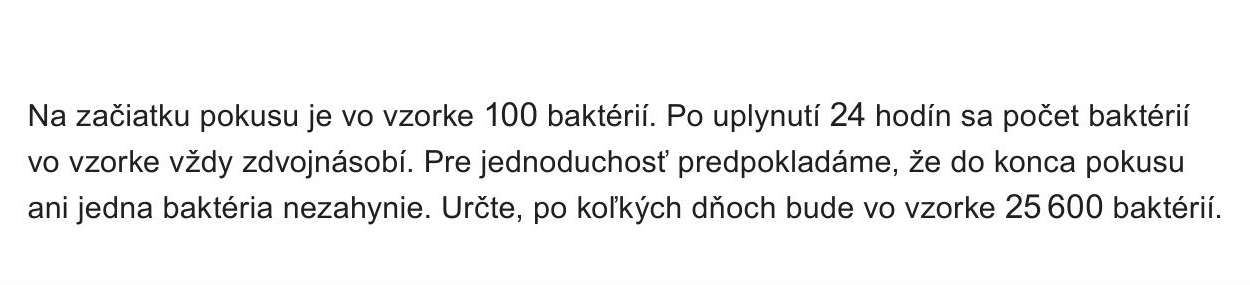 Na začiatku pokusu je vo vzorke 100 baktérií. Po uplynutí 24 hodín sa počet baktérií
vo vzorke vždy zdvojnásobí. Pre jednoduchosť predpokladáme, že do konca pokusu
ani jedna baktéria nezahynie. Určte, po koľkých dňoch bude vo vzorke 25 600 baktérií.